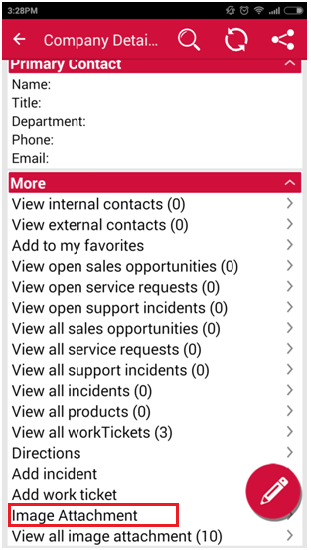 3:28PM
Company Detai...
Primary Contact
Name:
Title:
Department:
Phone:
Email:
More
View internal contacts (0)
View external contacts (0)
Add to my favorites
View open sales opportunities (0)
View open service requests (0)
View open support incidents (0)
View all sales opportunities (0)
View all service requests (0)
View all support incidents (0)
View all incidents (0)
View all products (0)
View all workTickets (3)
Directions
Add incident
Add work ticket
Image Attachment
View all image attachment (10)